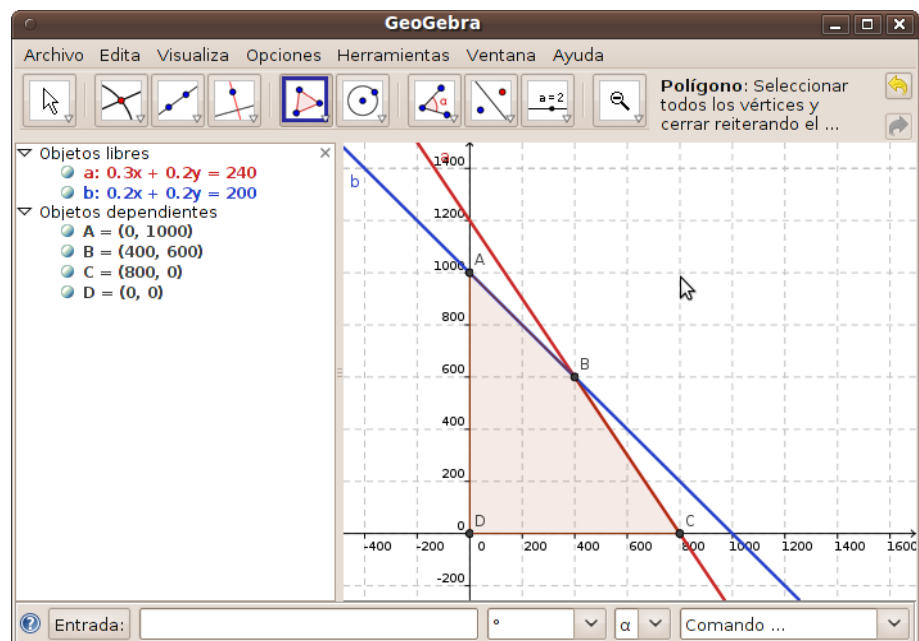 GeoGebra
Archivo Edita Visualiza Opciones Herramientas Ventana Ayuda
α
a=2
Polígono: Seleccionar
todos los vértices y
cerrar reiterando el ...
Objetos libres
a: 0.3x + 0.2y = 240
b: 0.2x + 0.2y = 200
Objetos dependientes
A = (0, 1000)
B = (400, 600)
C = (800, 0)
D = (0, 0)
1400
a
b
1200
1000 A
800
600 B
400
200
0 D C
-400 -200 0 200 400 600 800 1000 1200 1400 1600
-200
Entrada: ° α Comando ...